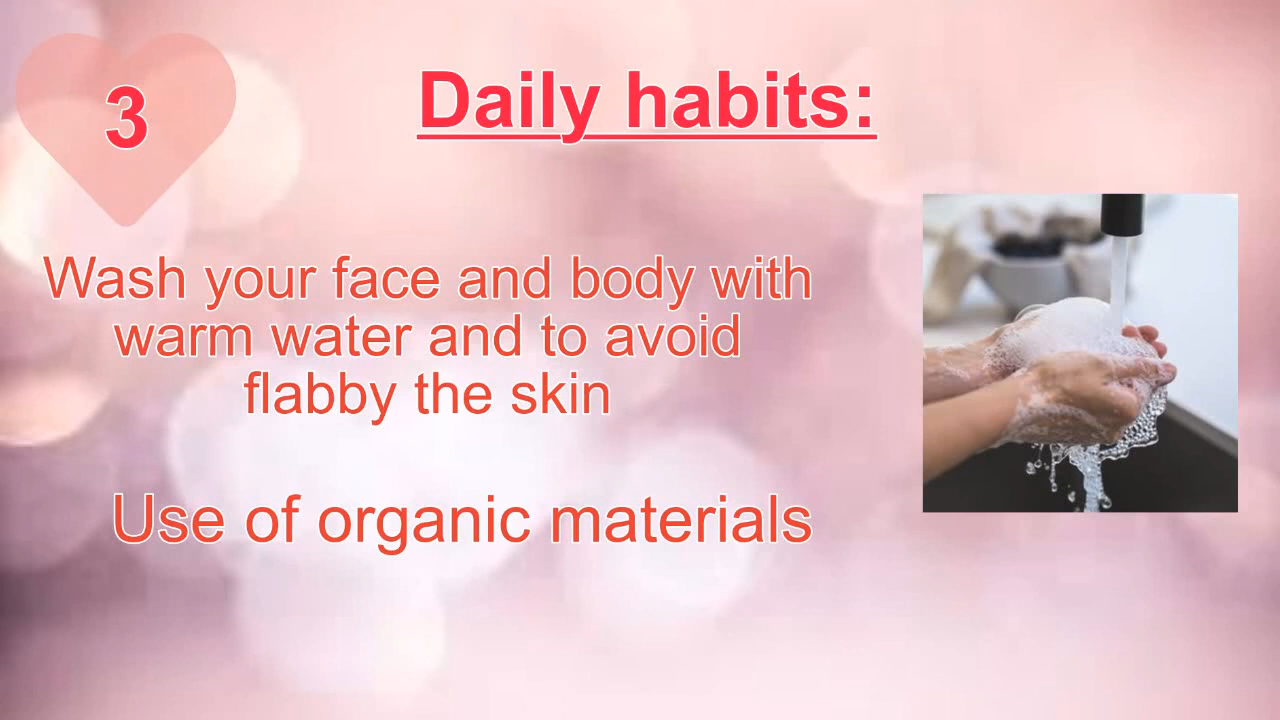 3
Daily habits:
Wash your face and body with
warm water and to avoid
flabby the skin
Use of organic materials